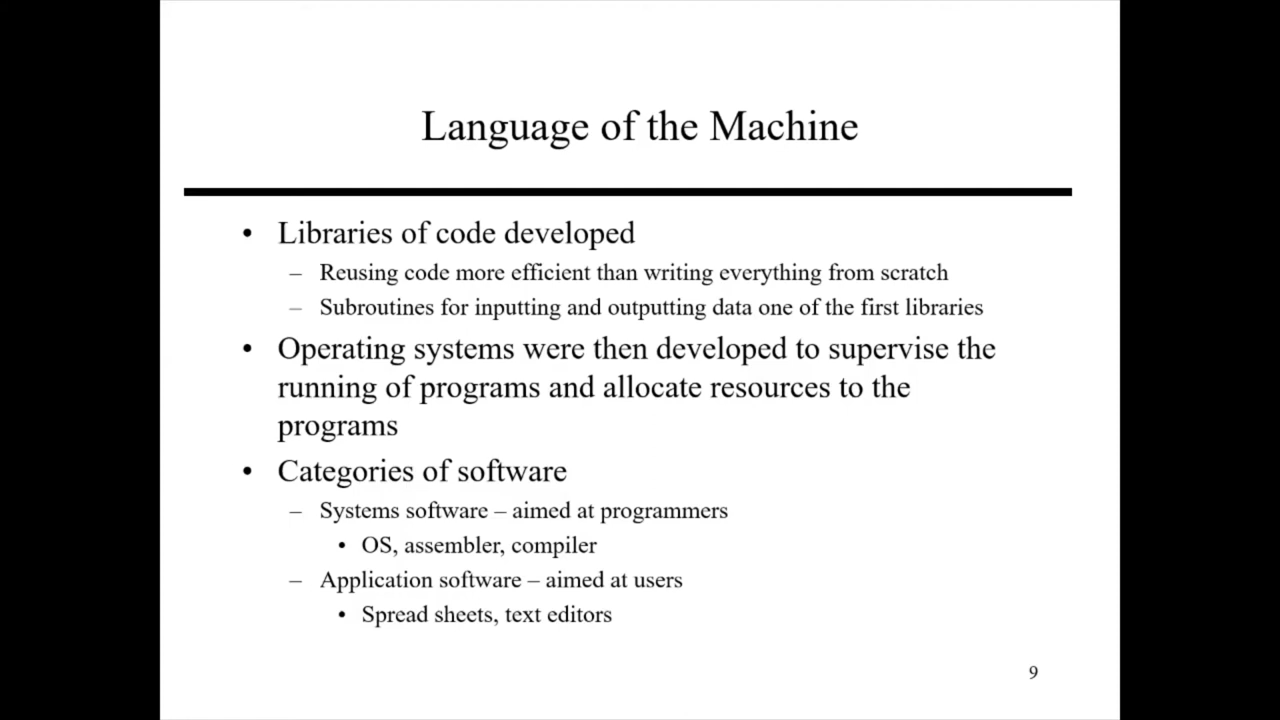 Language of the Machine
• Libraries of code developed
– Reusing code more efficient than writing everything from scratch
– Subroutines for inputting and outputting data one of the first libraries
• Operating systems were then developed to supervise the
running of programs and allocate resources to the
programs
• Categories of software
– Systems software – aimed at programmers
• OS, assembler, compiler
– Application software – aimed at users
• Spread sheets, text editors
9